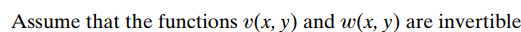 Assume that the functions v(x, y) and w(x, y) are invertible